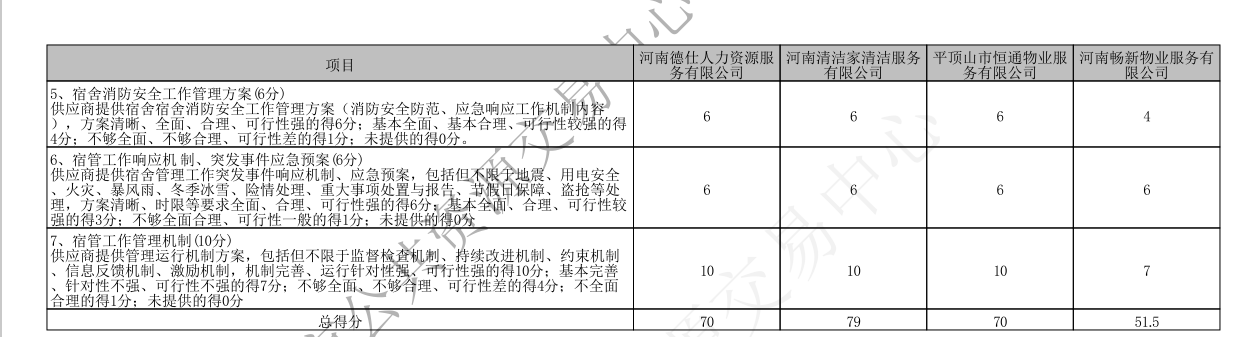 项目
河南德仕人力资源服
务有限公司
河南清洁家清洁服务
有限公司
平顶山市恒通物业服
务有限公司
河南畅新物业服务有
限公司
5、宿舍消防安全工作管理方案(6分)
供应商提供宿舍宿舍消防安全工作管理方案（消防安全防范、应急响应工作机制内容
），方案清晰、全面、合理、可行性强的得6分；基本全面、基本合理、可行性较强的得
4分；不够全面、不够合理、可行性差的得1分；未提供的得0分。
6
6
6
4
6、宿管工作响应机制、突发事件应急预案(6分)
供应商提供宿舍管理工作突发事件响应机制、应急预案，包括但不限于地震、用电安全
、火灾、暴风雨、冬季冰雪、险情处理、重大事项处置与报告、节假日保障、盗抢等处
理，方案清晰、时限等要求全面、合理、可行性强的得6分；基本全面、合理、可行性较
强的得3分；不够全面合理、可行性一般的得1分；未提供的得0分
6
6
6
6
7、宿管工作管理机制(10分)
供应商提供管理运行机制方案，包括但不限于监督检查机制、持续改进机制、约束机制
、信息反馈机制、激励机制，机制完善、运行针对性强、可行性强的得10分；基本完善
、针对性不强、可行性不强的得7分；不够全面、不够合理、可行性差的得4分；不全面
合理的得1分；未提供的得0分
10
10
10
7
总得分
70
79
70
51.5
公共资源交易中心
源交易中心